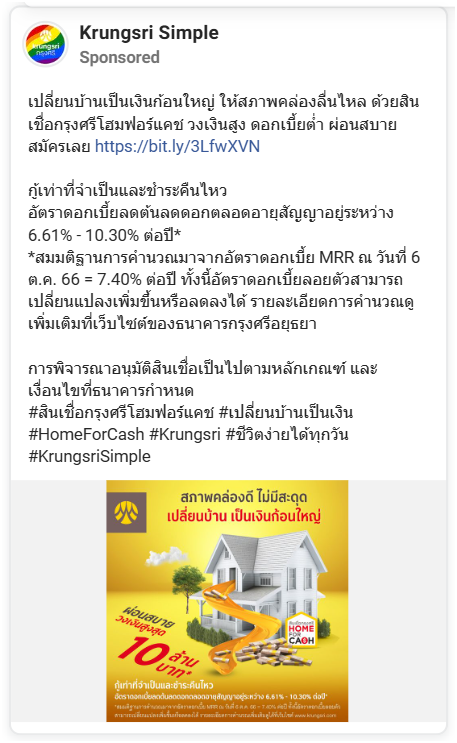 Krungsri Simple
Sponsored
krungsri
กรุงศรี
เปลี่ยนบ้านเป็นเงินก้อนใหญ่ ให้สภาพคล่องลื่นไหล ด้วยสิน
เชื่อกรุงศรีโฮมฟอร์แคช วงเงินสูง ดอกเบี้ยต่ำ ผ่อนสบาย
สมัครเลย https://bit.ly/3LfwXVN
กู้เท่าที่จำเป็นและชำระคืนไหว
อัตราดอกเบี้ยลดต้นลดดอกตลอดอายุสัญญาอยู่ระหว่าง
6.61% - 10.30% ต่อปี*
*สมมติฐานการคำนวณมาจากอัตราดอกเบี้ย MRR ณ วันที่ 6
ต.ค. 66 = 7.40% ต่อปี ทั้งนี้อัตราดอกเบี้ยลอยตัวสามารถ
เปลี่ยนแปลงเพิ่มขึ้นหรือลดลงได้ รายละเอียดการคำนวณดู
เพิ่มเติมที่เว็บไซต์ของธนาคารกรุงศรีอยุธยา
การพิจารณาอนุมัติสินเชื่อเป็นไปตามหลักเกณฑ์ และ
เงื่อนไขที่ธนาคารกำหนด
#สินเชื่อกรุงศรีโฮมฟอร์แคช #เปลี่ยนบ้านเป็นเงิน
#HomeForCash #Krungsri #ชีวิตง่ายได้ทุกวัน
#KrungsriSimple
สภาพคล่องดี ไม่มีสะดุด
เปลี่ยนบ้าน เป็นเงินก้อนใหญ่
HOME
FOR
CASH
ผ่อนสบาย
วงเงินสูงสุด
10 ล้าน
บาท*
กู้เท่าที่จำเป็นและชำระคืนไหว
อัตราดอกเบี้ยลดต้นลดดอกตลอดอายุสัญญาอยู่ระหว่าง 6.61% - 10.30% ต่อปี*